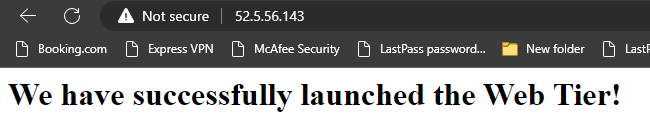 Not secure 52.5.56.143
Booking.com Express VPN McAfee Security LastPass password... New folder LastP
We have successfully launched the Web Tier!